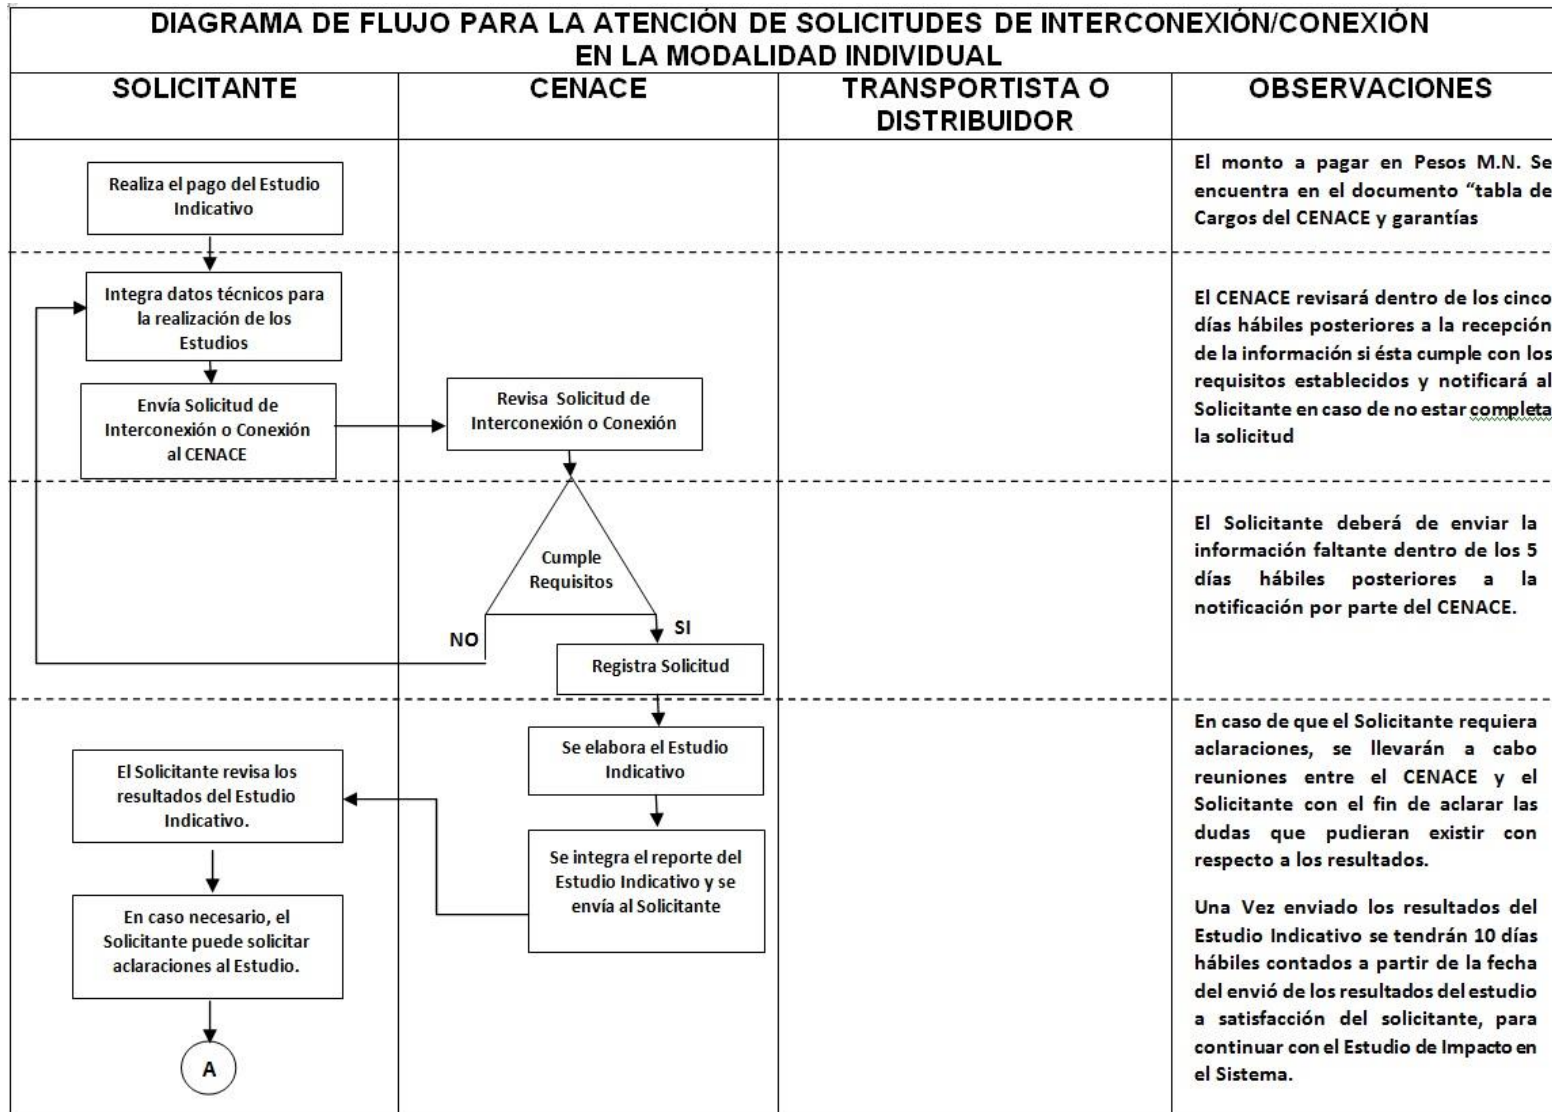 DIAGRAMA DE FLUJO PARA LA ATENCIÓN DE SOLICITUDES DE INTERCONEXIÓN/CONEXIÓN
EN LA MODALIDAD INDIVIDUAL
SOLICITANTE
CENACE
TRANSPORTISTA O
DISTRIBUIDOR
OBSERVACIONES
Realiza el pago del Estudio
Indicativo
El monto a pagar en Pesos M.N. Se
encuentra en el documento “tabla de
Cargos del CENACE y garantías
Integra datos técnicos para
la realización de los
Estudios
Envía Solicitud de
Interconexión o Conexión
al CENACE
Revisa Solicitud de
Interconexión o Conexión
El CENACE revisará dentro de los cinco
días hábiles posteriores a la recepción
de la información si ésta cumple con los
requisitos establecidos y notificará al
Solicitante en caso de no estar completa
la solicitud
Cumple
Requisitos
NO
SI
Registra Solicitud
El Solicitante deberá de enviar la
información faltante dentro de los 5
días hábiles posteriores a la
notificación por parte del CENACE.
Se elabora el Estudio
Indicativo
Se integra el reporte del
Estudio Indicativo y se
envía al Solicitante
El Solicitante revisa los
resultados del Estudio
Indicativo.
En caso necesario, el
Solicitante puede solicitar
aclaraciones al Estudio.
A
En caso de que el Solicitante requiera
aclaraciones, se llevarán a cabo
reuniones entre el CENACE y el
Solicitante con el fin de aclarar las
dudas que pudieran existir con
respecto a los resultados.
Una Vez enviado los resultados del
Estudio Indicativo se tendrán 10 días
hábiles contados a partir de la fecha
del envió de los resultados del estudio
a satisfacción del solicitante, para
continuar con el Estudio de Impacto en
el Sistema.